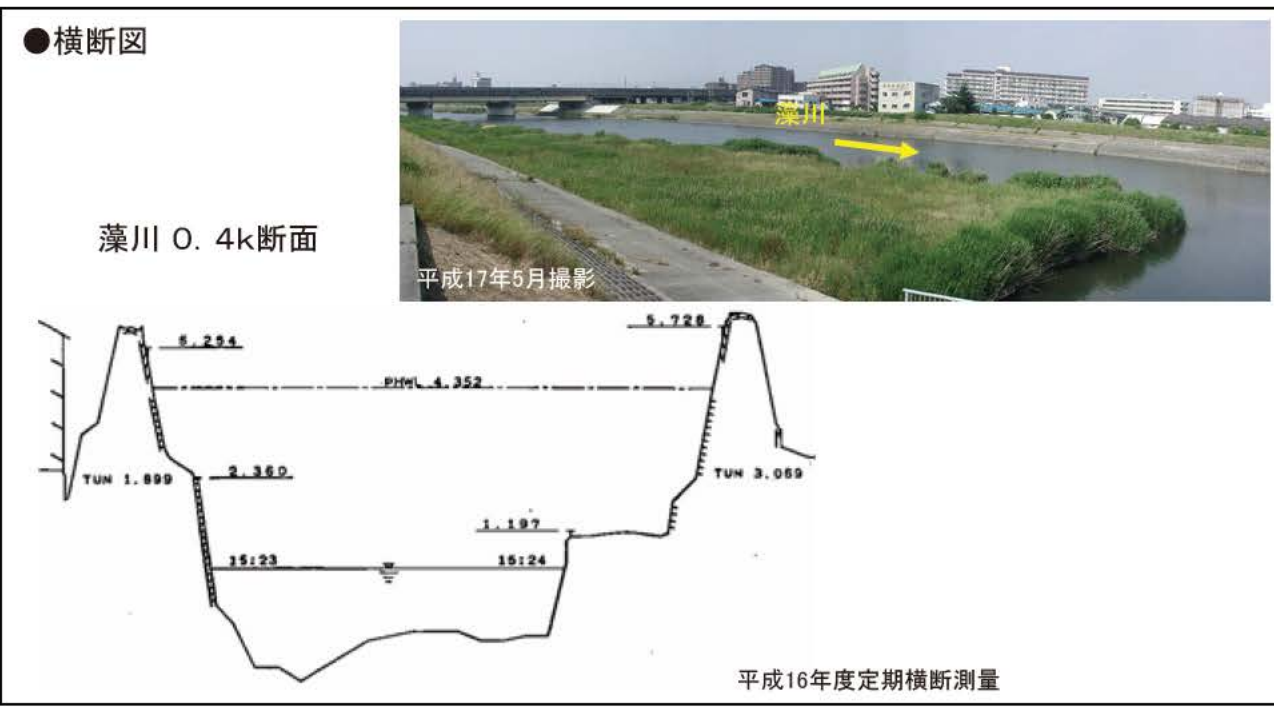 ●横断図
藻川
藻川 0. 4k断面
平成17年5月撮影
5.294
5.728
PHWL 4.352
TUN 1.899
2.360
TUN 3.069
1.197
15:23
15:24
平成16年度定期横断測量